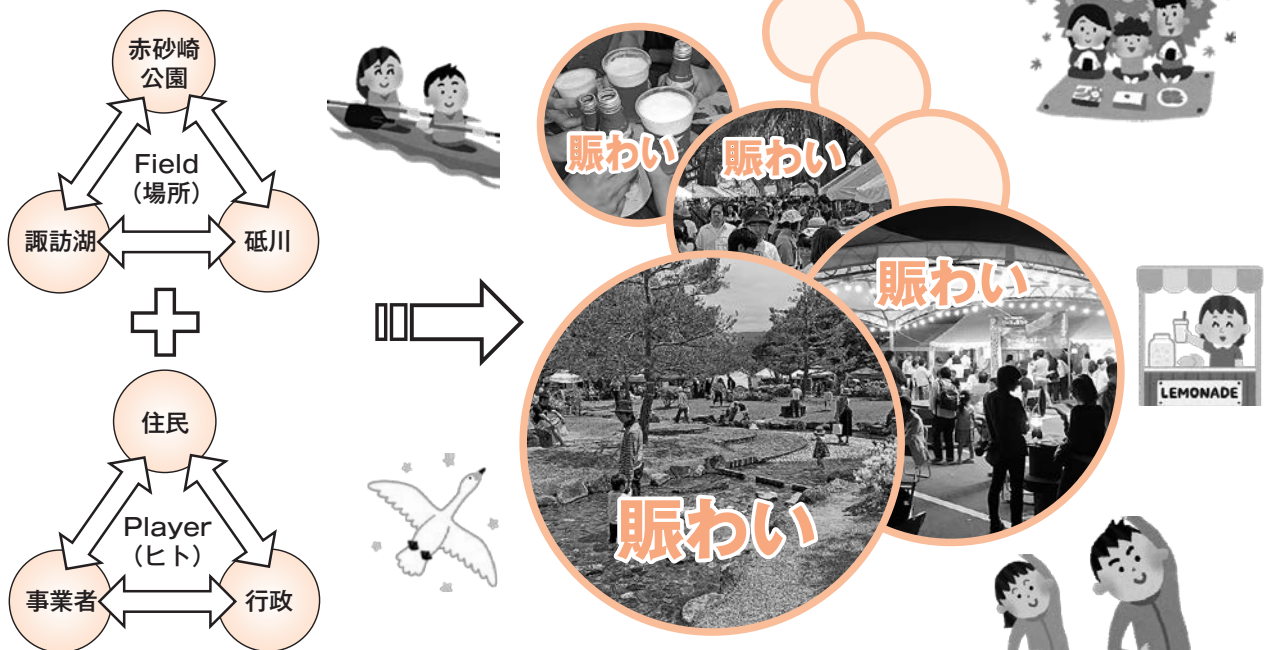 赤砂崎
公園
Field
（場所）
諏訪湖
砥川
住民
Player
（ヒト）
事業者
行政
賑わい
賑わい
賑わい
賑わい
LEMONADE